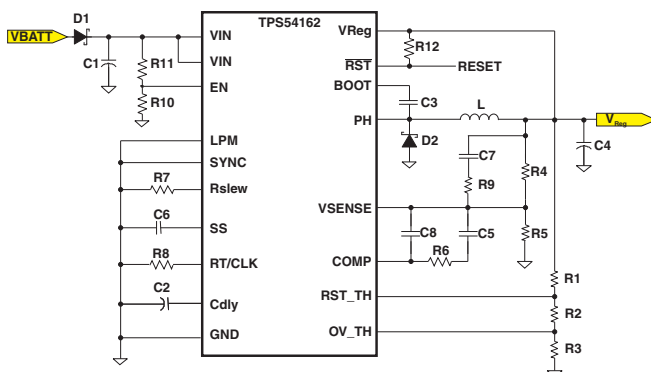 TPS54162
D1
VBATT
VIN
VReg
C1
R11
VIN
R12
RST
RESET
EN
BOOT
R10
C3
L
PH
VReg
D2
C4
LPM
C7
R4
SYNC
R7
Rslew
R9
VSENSE
C6
SS
C8
C5
R5
R8
RT/CLK
COMP
R6
R1
C2
RST_TH
Cdly
R2
GND
OV_TH
R3